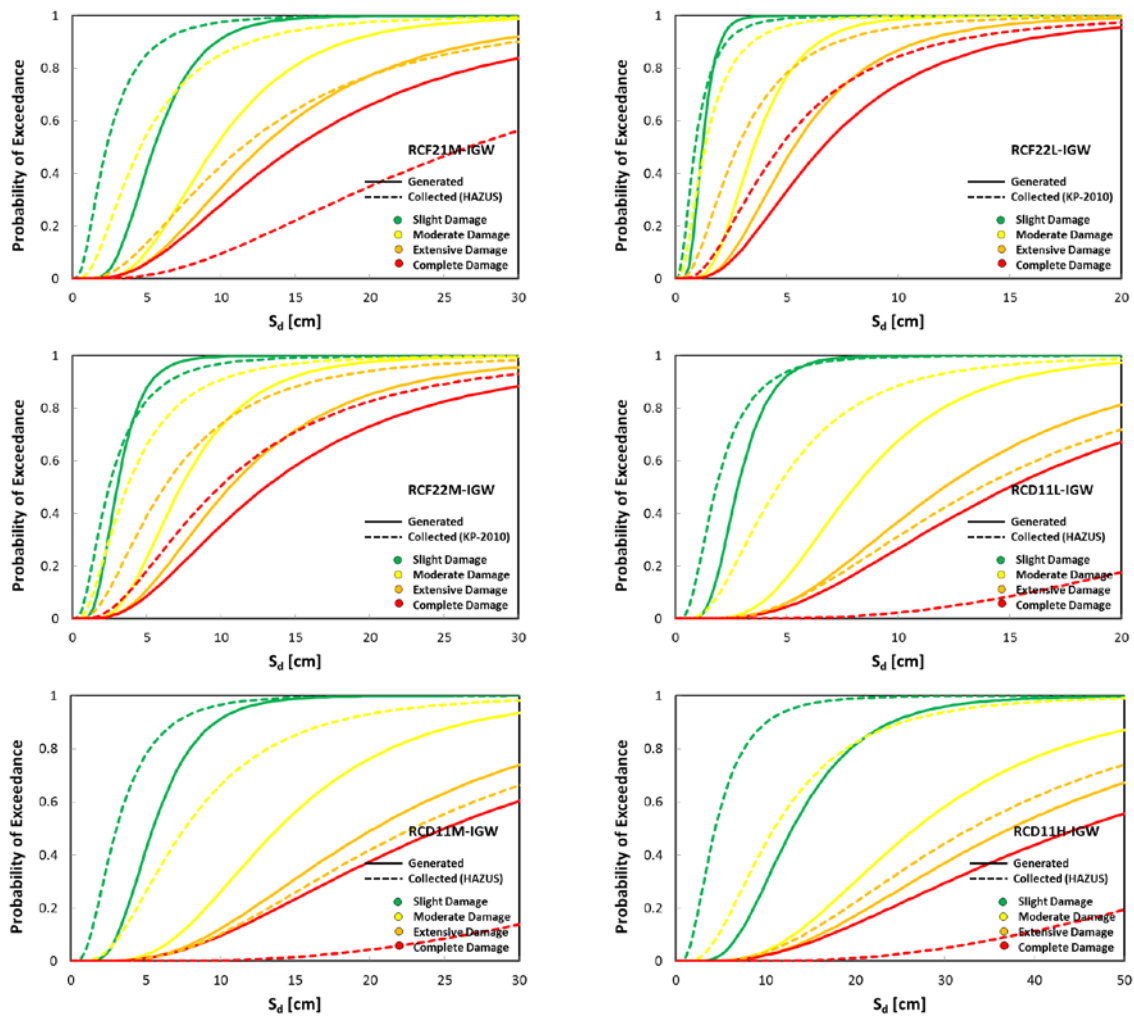 Probability of Exceedance
1
0.8
0.6
0.4
0.2
0
RCF21M-IGW
Generated
Collected (HAZUS)
Slight Damage
Moderate Damage
Extensive Damage
Complete Damage
0 5 10 15 20 25 30
Sd [cm]
Probability of Exceedance
1
0.8
0.6
0.4
0.2
0
RCF22L-IGW
Generated
Collected (KP-2010)
Slight Damage
Moderate Damage
Extensive Damage
Complete Damage
0 5 10 15 20
Sd [cm]
Probability of Exceedance
1
0.8
0.6
0.4
0.2
0
RCF22M-IGW
Generated
Collected (KP-2010)
Slight Damage
Moderate Damage
Extensive Damage
Complete Damage
0 5 10 15 20 25 30
Sd [cm]
Probability of Exceedance
1
0.8
0.6
0.4
0.2
0
RCD11L-IGW
Generated
Collected (HAZUS)
Slight Damage
Moderate Damage
Extensive Damage
Complete Damage
0 5 10 15 20
Sd [cm]
Probability of Exceedance
1
0.8
0.6
0.4
0.2
0
RCD11M-IGW
Generated
Collected (HAZUS)
Slight Damage
Moderate Damage
Extensive Damage
Complete Damage
0 5 10 15 20 25 30
Sd [cm]
Probability of Exceedance
1
0.8
0.6
0.4
0.2
0
RCD11H-IGW
Generated
Collected (HAZUS)
Slight Damage
Moderate Damage
Extensive Damage
Complete Damage
0 10 20 30 40 50
Sd [cm]